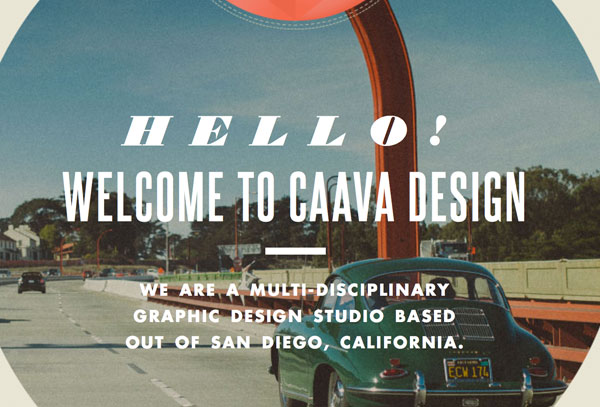 HELLO!
WELCOME TO CAAVA DESIGN
WE ARE A MULTI-DISCIPLINARY
GRAPHIC DESIGN STUDIO BASED
OUT OF SAN DIEGO, CALIFORNIA.
ECW 174